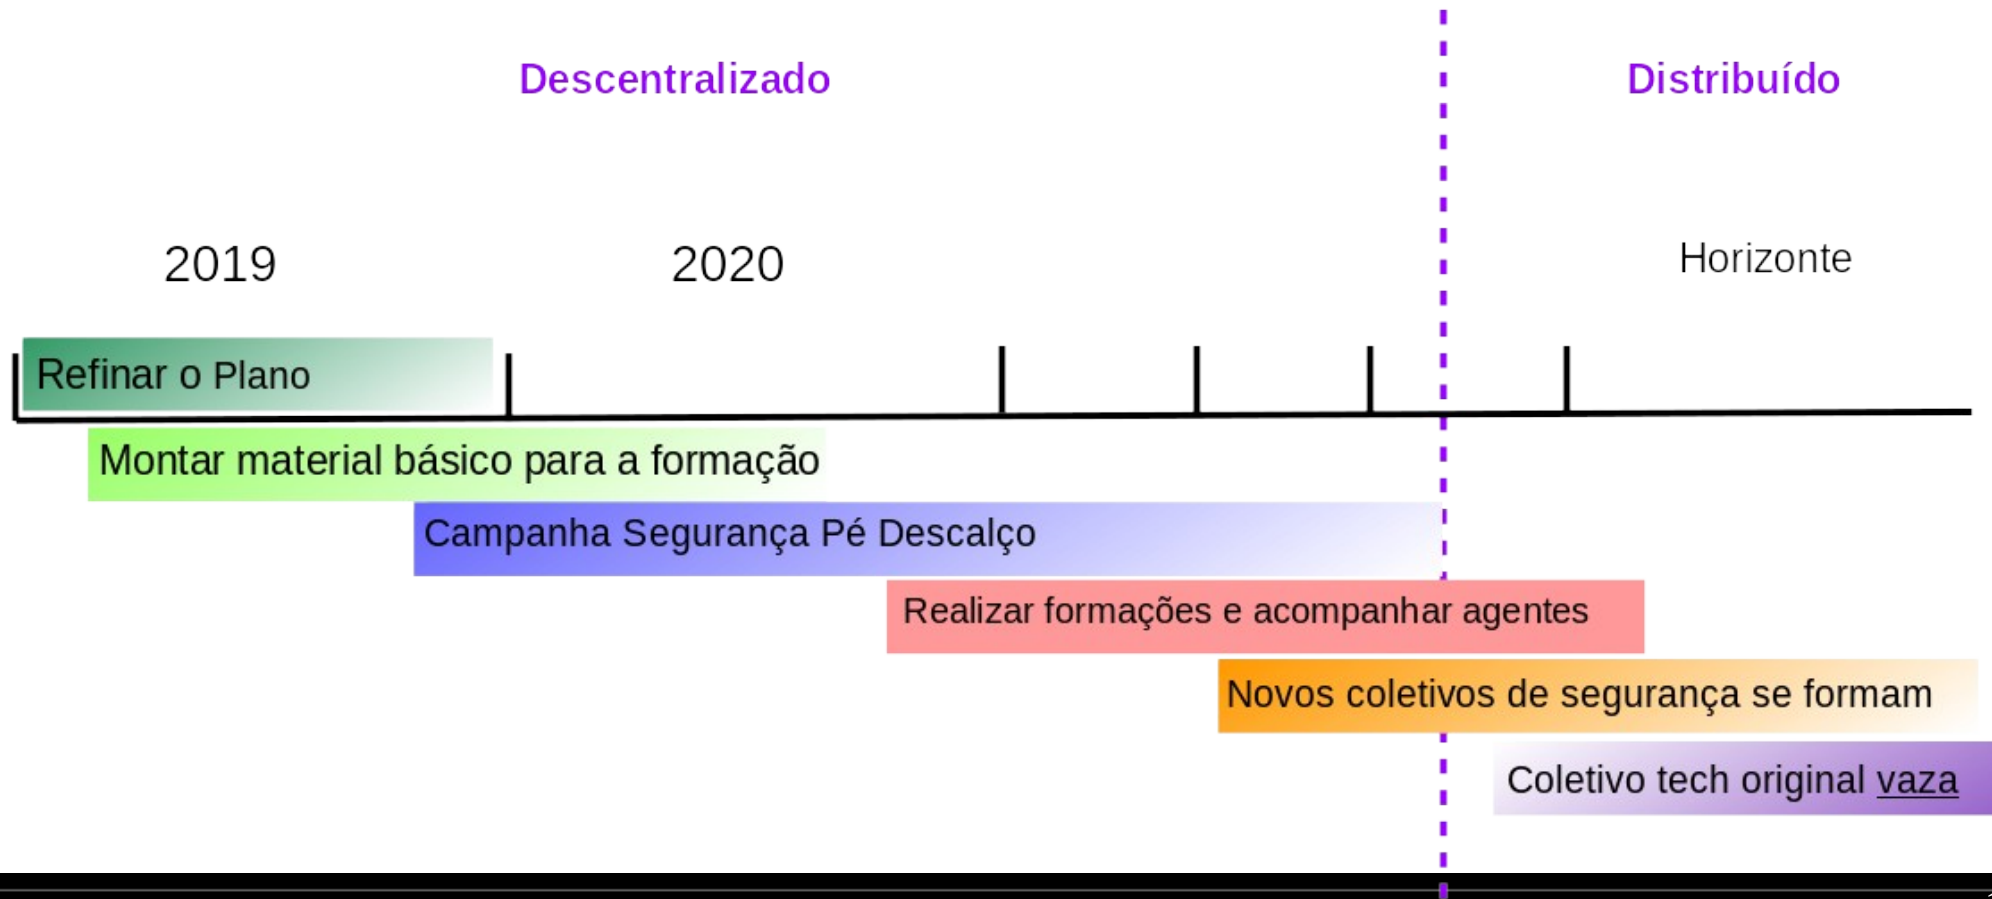 Descentralizado
Distribuído
2019
2020
Horizonte
Refinar o Plano
Montar material básico para a formação
Campanha Segurança Pé Descalço
Realizar formações e acompanhar agentes
Novos coletivos de segurança se formam
Coletivo tech original vaza